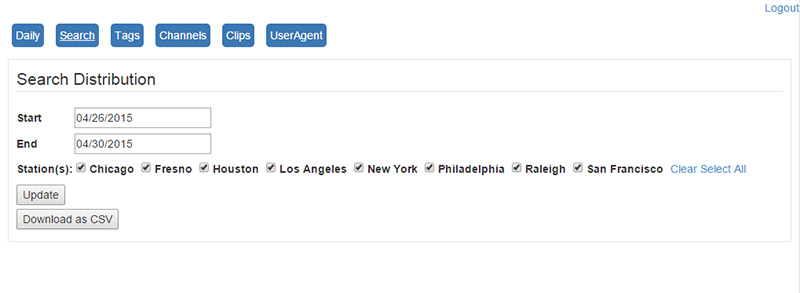 Logout
Daily Search Tags Channels Clips UserAgent
Search Distribution
Start 04/26/2015
End 04/30/2015
Station(s): Chicago Fresno Houston Los Angeles New York Philadelphia Raleigh San Francisco Clear Select All
Update
Download as CSV